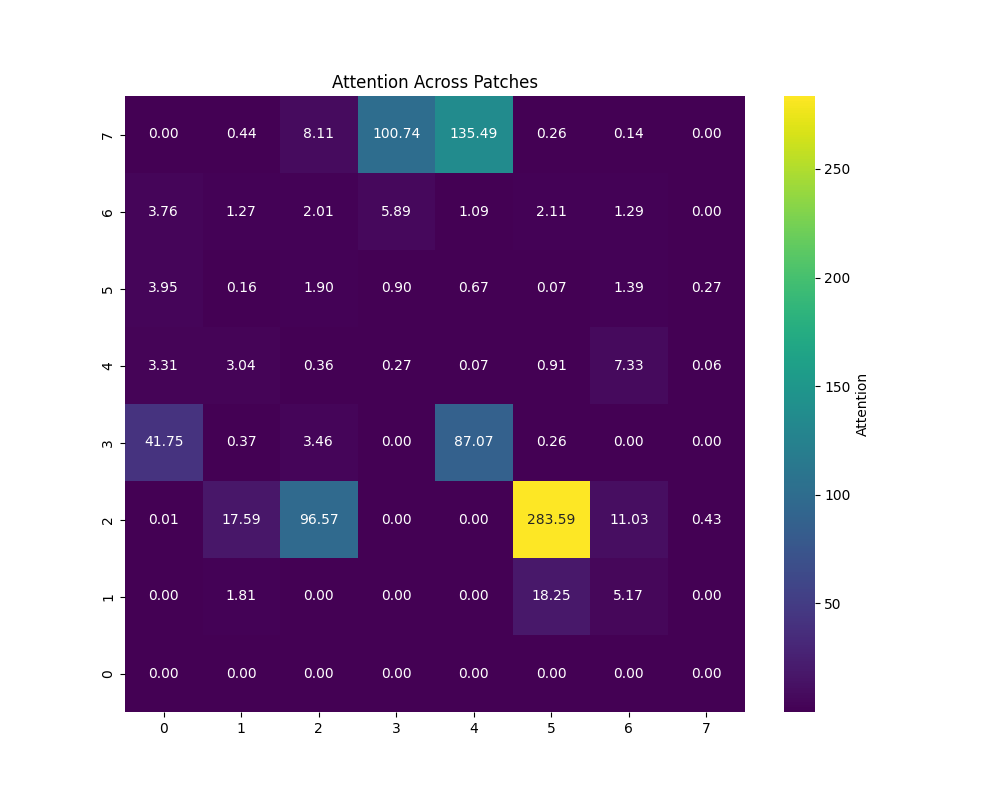 Attention Across Patches
7 0.00 0.44 8.11 100.74 135.49 0.26 0.14 0.00
6 3.76 1.27 2.01 5.89 1.09 2.11 1.29 0.00
5 3.95 0.16 1.90 0.90 0.67 0.07 1.39 0.27
4 3.31 3.04 0.36 0.27 0.07 0.91 7.33 0.06
3 41.75 0.37 3.46 0.00 87.07 0.26 0.00 0.00
2 0.01 17.59 96.57 0.00 0.00 283.59 11.03 0.43
1 0.00 1.81 0.00 0.00 0.00 18.25 5.17 0.00
0 0.00 0.00 0.00 0.00 0.00 0.00 0.00 0.00
0 1 2 3 4 5 6 7
250
200
150
100
50
Attention